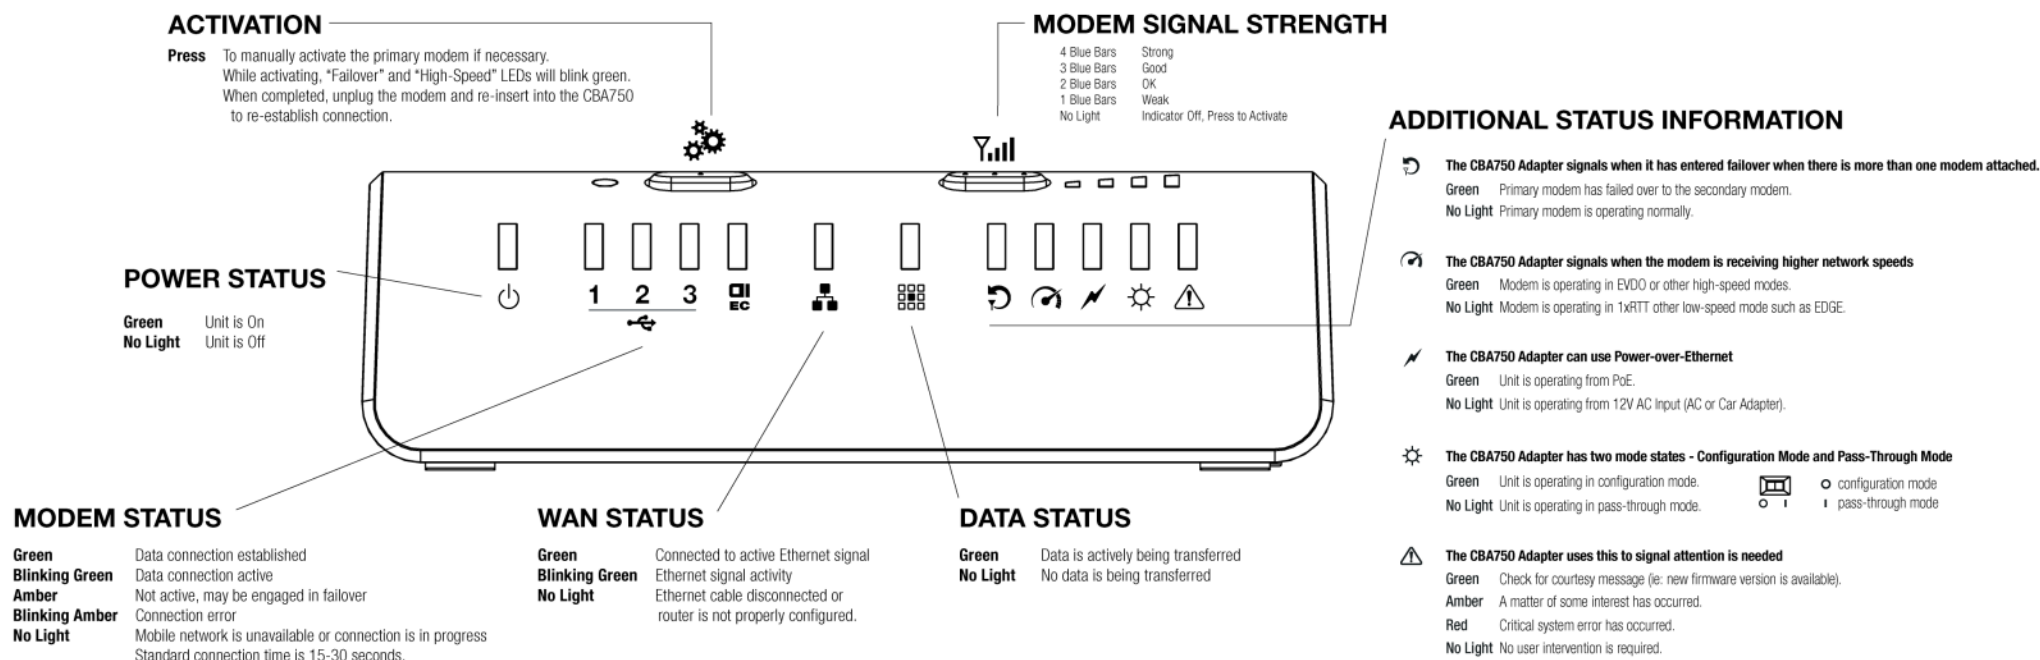 ACTIVATION
Press To manually activate the primary modem if necessary.
While activating, "Failover" and "High-Speed" LEDs will blink green.
When completed, unplug the modem and re-insert into the CBA750
to re-establish connection.
MODEM SIGNAL STRENGTH
4 Blue Bars Strong
3 Blue Bars Good
2 Blue Bars OK
1 Blue Bars Weak
No Light Indicator Off, Press to Activate
POWER STATUS
Green Unit is On
No Light Unit is Off
1 2 3 EC
MODEM STATUS
Green Data connection established
Blinking Green Data connection active
Amber Not active, may be engaged in failover
Blinking Amber Connection error
No Light Mobile network is unavailable or connection is in progress
Standard connection time is 15-30 seconds.
WAN STATUS
Green Connected to active Ethernet signal
Blinking Green Ethernet signal activity
No Light Ethernet cable disconnected or
router is not properly configured.
DATA STATUS
Green Data is actively being transferred
No Light No data is being transferred
ADDITIONAL STATUS INFORMATION
The CBA750 Adapter signals when it has entered failover when there is more than one modem attached.
Green Primary modem has failed over to the secondary modem.
No Light Primary modem is operating normally.
The CBA750 Adapter signals when the modem is receiving higher network speeds
Green Modem is operating in EVDO or other high-speed modes.
No Light Modem is operating in 1xRTT other low-speed mode such as EDGE.
The CBA750 Adapter can use Power-over-Ethernet
Green Unit is operating from PoE.
No Light Unit is operating from 12V AC Input (AC or Car Adapter).
The CBA750 Adapter has two mode states - Configuration Mode and Pass-Through Mode
Green Unit is operating in configuration mode.
No Light Unit is operating in pass-through mode.
O I
O configuration mode
I pass-through mode
The CBA750 Adapter uses this to signal attention is needed
Green Check for courtesy message (ie: new firmware version is available).
Amber A matter of some interest has occurred.
Red Critical system error has occurred.
No Light No user intervention is required.